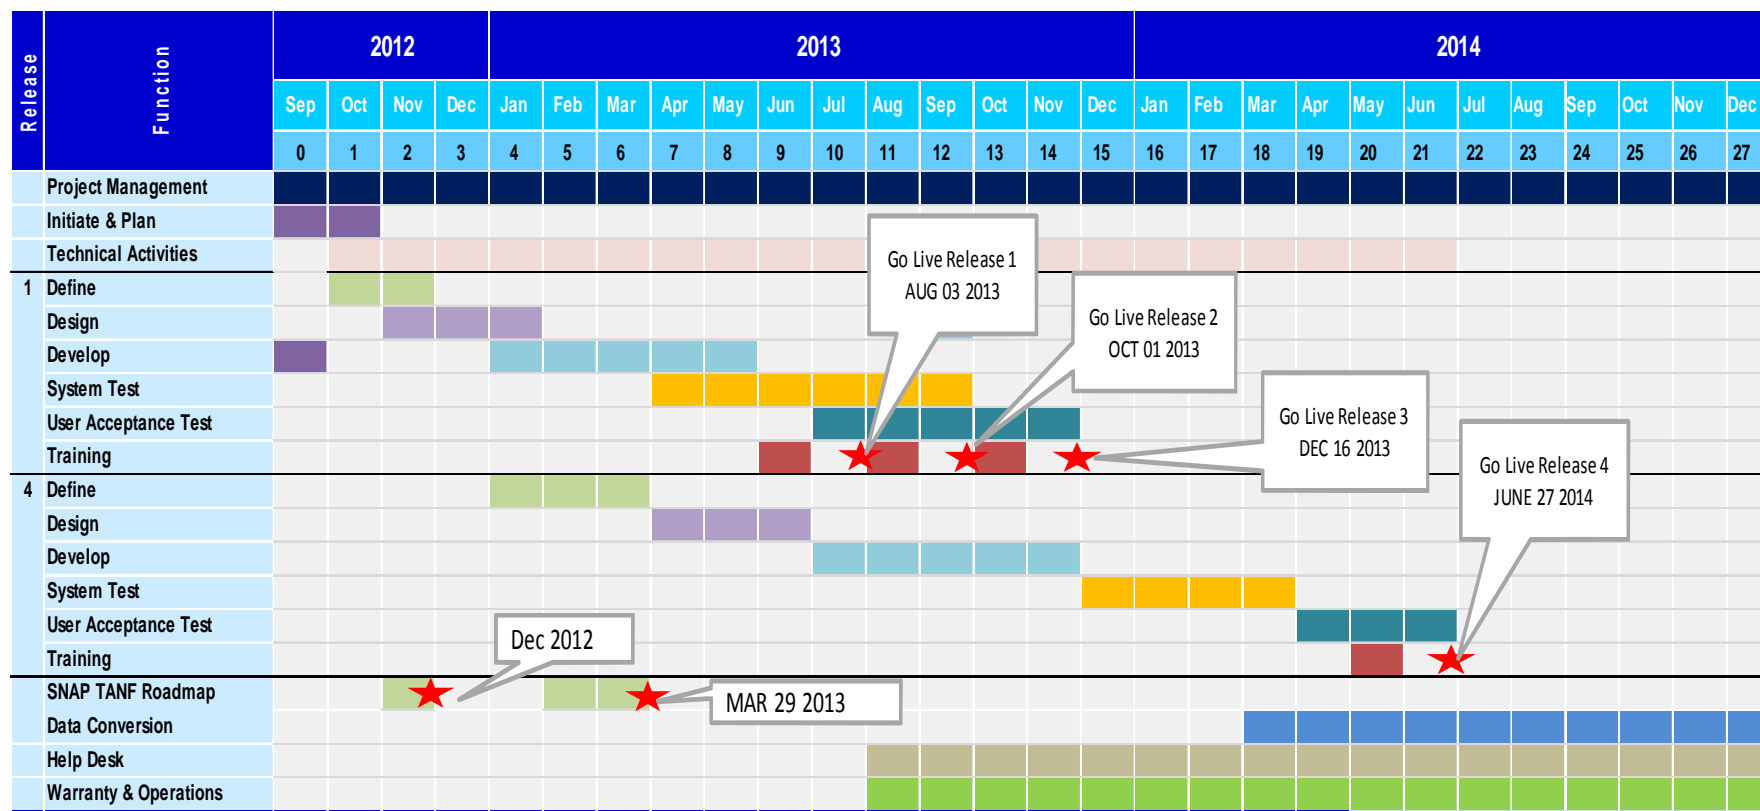 Release Function 2012 2013 2014
Sep Oct Nov Dec Jan Feb Mar Apr May Jun Jul Aug Sep Oct Nov Dec Jan Feb Mar Apr May Jun Jul Aug Sep Oct Nov Dec
0 1 2 3 4 5 6 7 8 9 10 11 12 13 14 15 16 17 18 19 20 21 22 23 24 25 26 27
Project Management
Initiate & Plan
Technical Activities
Go Live Release 1
AUG 03 2013
1 Define
Design
Go Live Release 2
OCT 01 2013
Develop
System Test
User Acceptance Test
Go Live Release 3
DEC 16 2013
Training
Go Live Release 4
JUNE 27 2014
4 Define
Design
Develop
System Test
User Acceptance Test
Dec 2012
Training
SNAP TANF Roadmap
MAR 29 2013
Data Conversion
Help Desk
Warranty & Operations